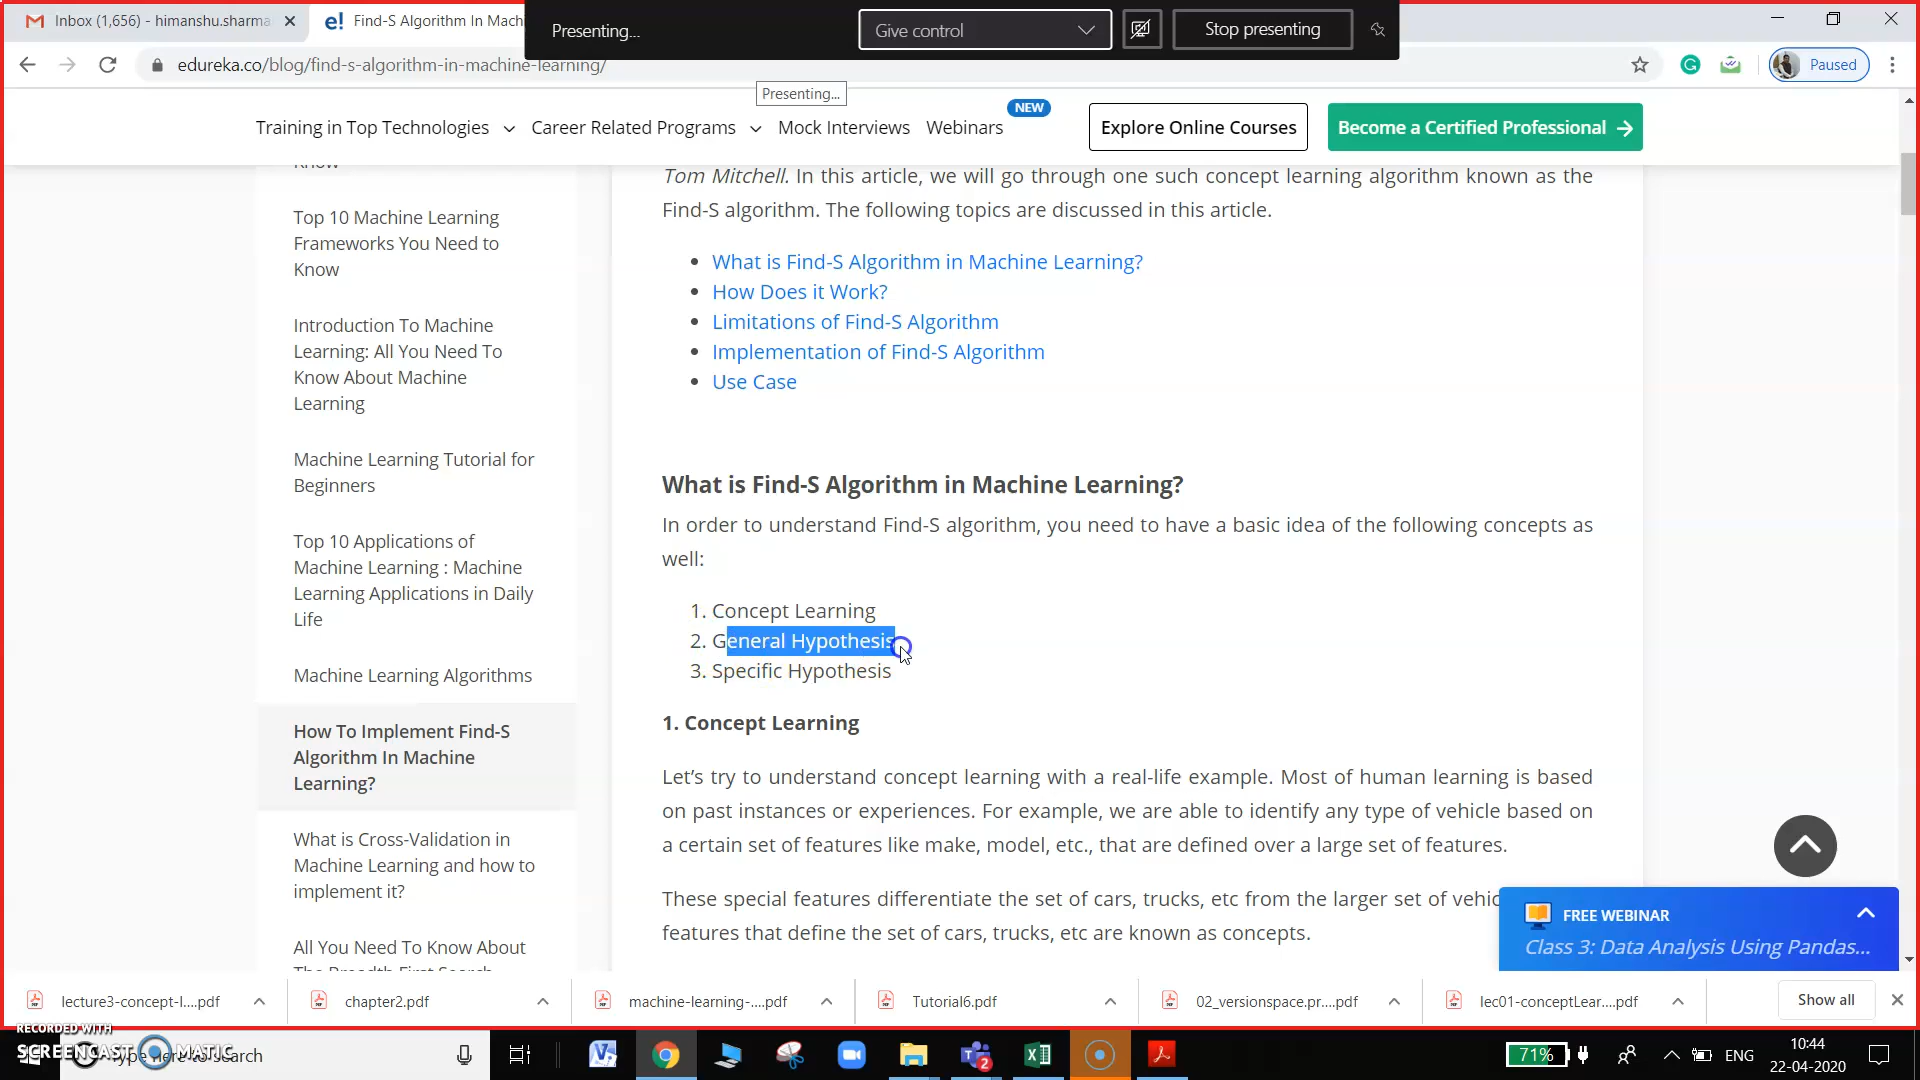 Inbox (1,656) - himanshu.sharma
Find-S Algorithm In Mach
Presenting...
Give control
Stop presenting
edureka.co/blog/find-s-algorithm-in-machine-learning/
Paused
Presenting...
NEW
Training in Top Technologies
Career Related Programs
Mock Interviews
Webinars
Explore Online Courses
Become a Certified Professional
Know
Top 10 Machine Learning
Frameworks You Need to
Know
Introduction To Machine
Learning: All You Need To
Know About Machine
Learning
Machine Learning Tutorial for
Beginners
Top 10 Applications of
Machine Learning : Machine
Learning Applications in Daily
Life
Machine Learning Algorithms
How To Implement Find-S
Algorithm In Machine
Learning?
What is Cross-Validation in
Machine Learning and how to
implement it?
All You Need To Know About
The Breadth First Search
Tom Mitchell. In this article, we will go through one such concept learning algorithm known as the
Find-S algorithm. The following topics are discussed in this article.
• What is Find-S Algorithm in Machine Learning?
• How Does it Work?
• Limitations of Find-S Algorithm
• Implementation of Find-S Algorithm
• Use Case
What is Find-S Algorithm in Machine Learning?
In order to understand Find-S algorithm, you need to have a basic idea of the following concepts as
well:
1. Concept Learning
2. General Hypothesis
3. Specific Hypothesis
1. Concept Learning
Let's try to understand concept learning with a real-life example. Most of human learning is based
on past instances or experiences. For example, we are able to identify any type of vehicle based on
a certain set of features like make, model, etc., that are defined over a large set of features.
These special features differentiate the set of cars, trucks, etc from the larger set of vehic
features that define the set of cars, trucks, etc are known as concepts.
FREE WEBINAR
Class 3: Data Analysis Using Pandas...
lecture3-concept-l....pdf
chapter2.pdf
machine-learning-....pdf
Tutorial6.pdf
02_versionspace.pr....pdf
lec01-conceptLear....pdf
Show all
RECORDED WITH
SCREENCAST MATIC
Type here to search
2
71%
ENG
10:44
22-04-2020